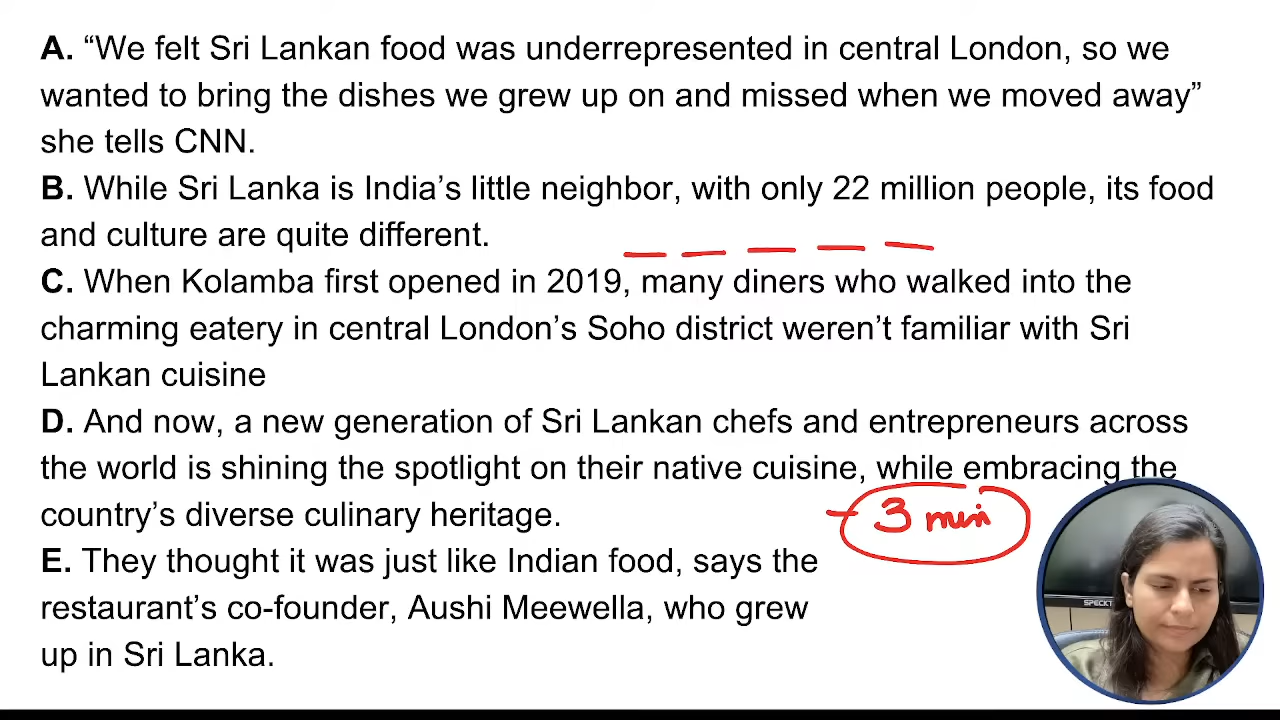 A. “We felt Sri Lankan food was underrepresented in central London, so we
wanted to bring the dishes we grew up on and missed when we moved away”
she tells CNN.
B. While Sri Lanka is India’s little neighbor, with only 22 million people, its food
and culture are quite different.
C. When Kolamba first opened in 2019, many diners who walked into the
charming eatery in central London’s Soho district weren’t familiar with Sri
Lankan cuisine
D. And now, a new generation of Sri Lankan chefs and entrepreneurs across
the world is shining the spotlight on their native cuisine, while embracing the
country’s diverse culinary heritage.
- 3 min
E. They thought it was just like Indian food, says the
restaurant’s co-founder, Aushi Meewella, who grew
up in Sri Lanka.